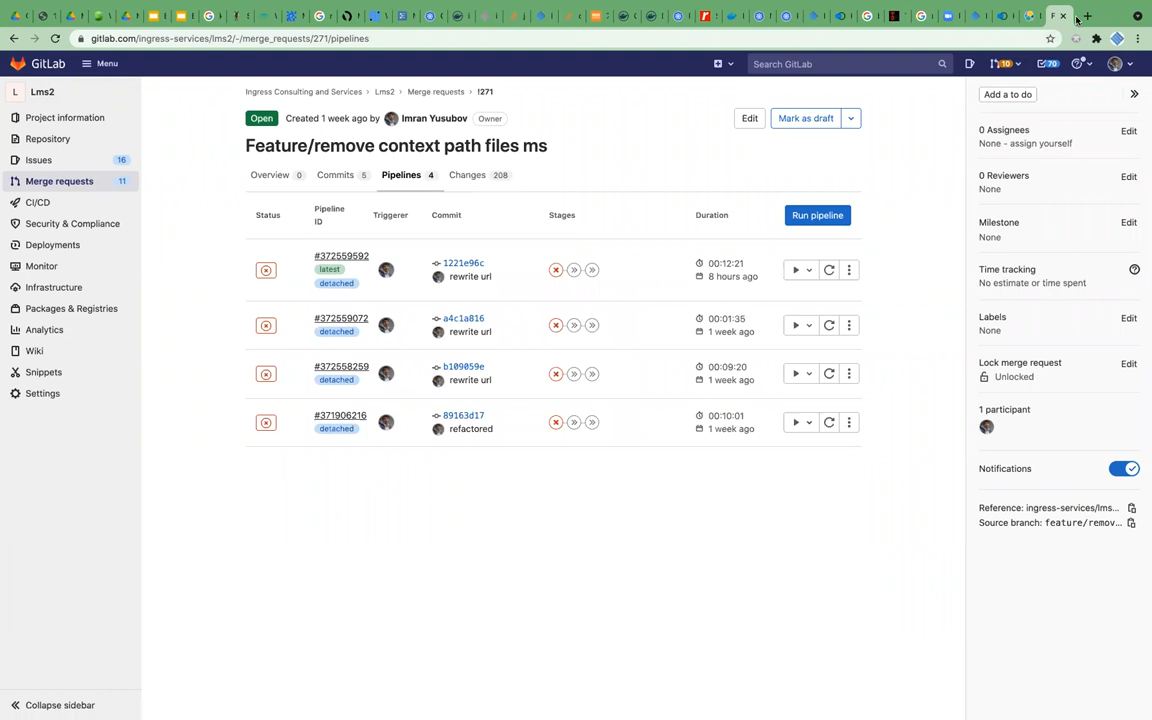 F
gitlab.com/ingress-services/lms2/-/merge_requests/271/pipelines
GitLab Menu Search GitLab 10 70
L Lms2
Project information
Repository
Issues 16
Merge requests 11
CI/CD
Security & Compliance
Deployments
Monitor
Infrastructure
Packages & Registries
Analytics
Wiki
Snippets
Settings
Collapse sidebar
Ingress Consulting and Services > Lms2 > Merge requests > !271
Open Created 1 week ago by Imran Yusubov Owner Edit Mark as draft
Feature/remove context path files ms
Overview 0 Commits 5 Pipelines 4 Changes 208
Status Pipeline ID Triggerer Commit Stages Duration Run pipeline
#372559592 1221e96c 00:12:21
latest rewrite url 8 hours ago
detached
#372559072 a4c1a816 00:01:35
detached rewrite url 1 week ago
#372558259 b109059e 00:09:20
detached rewrite url 1 week ago
#371906216 89163d17 00:10:01
detached refactored 1 week ago
Add a to do
0 Assignees Edit
None - assign yourself
0 Reviewers Edit
None
Milestone Edit
None
Time tracking
No estimate or time spent
Labels Edit
None
Lock merge request Edit
Unlocked
1 participant
Notifications
Reference: ingress-services/lms...
Source branch: feature/remov...